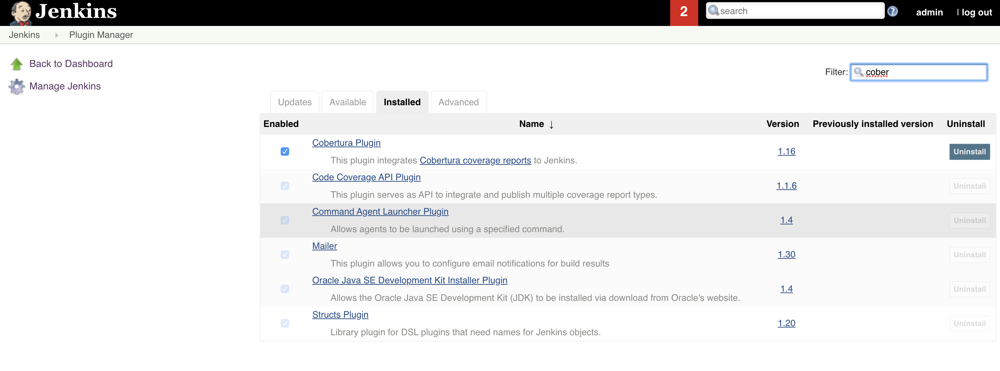 Jenkins
2
search
?
admin
| log out
Jenkins
Plugin Manager
Back to Dashboard
Manage Jenkins
Filter: cober
Updates
Available
Installed
Advanced
Enabled
Name ↓
Version
Previously installed version
Uninstall
Cobertura Plugin
This plugin integrates Cobertura coverage reports to Jenkins.
1.16
Uninstall
Code Coverage API Plugin
This plugin serves as API to integrate and publish multiple coverage report types.
1.1.6
Uninstall
Command Agent Launcher Plugin
Allows agents to be launched using a specified command.
1.4
Uninstall
Mailer
This plugin allows you to configure email notifications for build results
1.30
Uninstall
Oracle Java SE Development Kit Installer Plugin
Allows the Oracle Java SE Development Kit (JDK) to be installed via download from Oracle's website.
1.4
Uninstall
Structs Plugin
Library plugin for DSL plugins that need names for Jenkins objects.
1.20
Uninstall